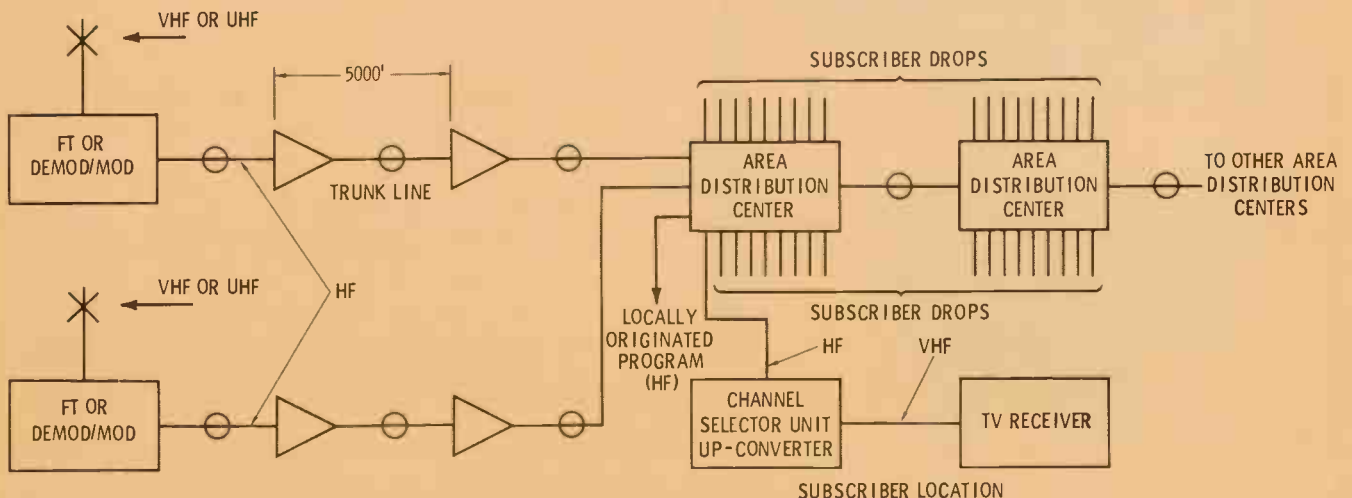 VHF OR UHF
5000'
SUBSCRIBER DROPS
FT OR
DEMOD/MOD
TRUNK LINE
AREA
DISTRIBUTION
CENTER
AREA
DISTRIBUTION
CENTER
TO OTHER AREA
DISTRIBUTION
CENTERS
VHF OR UHF
HF
SUBSCRIBER DROPS
LOCALLY
ORIGINATED
PROGRAM
(HF)
HF
VHF
FT OR
DEMOD/MOD
CHANNEL
SELECTOR UNIT
UP-CONVERTER
TV RECEIVER
SUBSCRIBER LOCATION